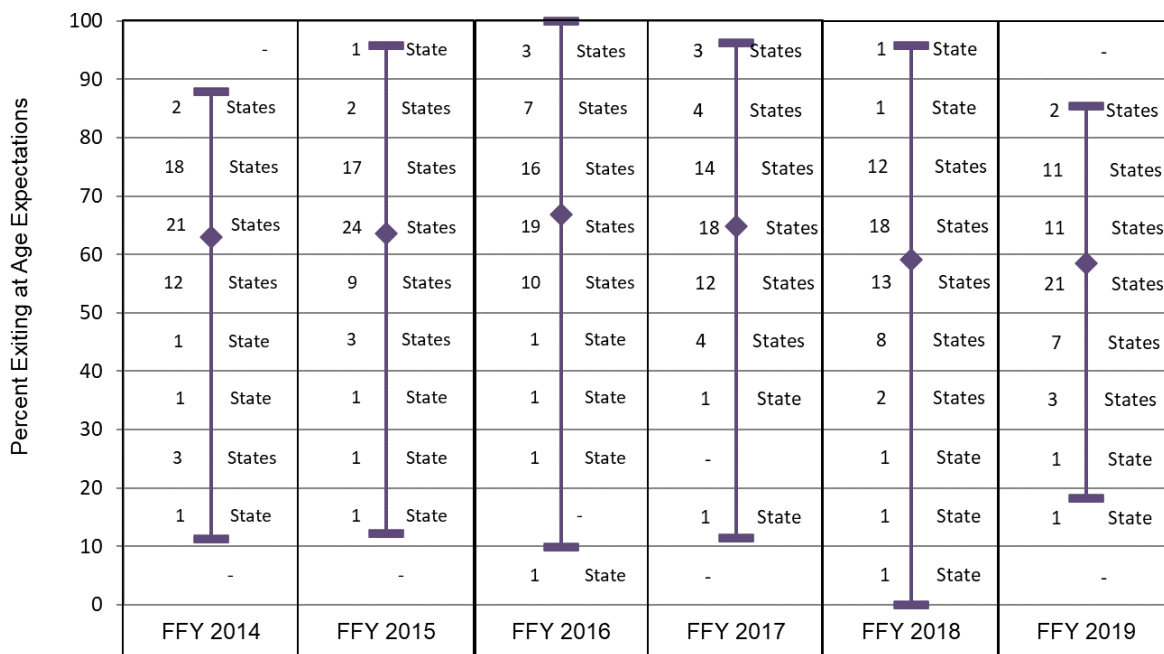 Percent Exiting at Age Expectations
100
- 1 State 3 States 3 States 1 State -
90
2 States 2 States 7 States 4 States 1 State 2 States
80
18 States 17 States 16 States 14 States 12 States 11 States
70
21 States 24 States 19 States 18 States 18 States 11 States
60
12 States 9 States 10 States 12 States 13 States 21 States
50
1 State 3 States 1 State 4 States 8 States 7 States
40
1 State 1 State 1 State 1 State 2 States 3 States
30
3 States 1 State 1 State - 1 State 1 State
20
1 State 1 State - 1 State 1 State 1 State
10
- - 1 State - 1 State -
0
FFY 2014 FFY 2015 FFY 2016 FFY 2017 FFY 2018 FFY 2019